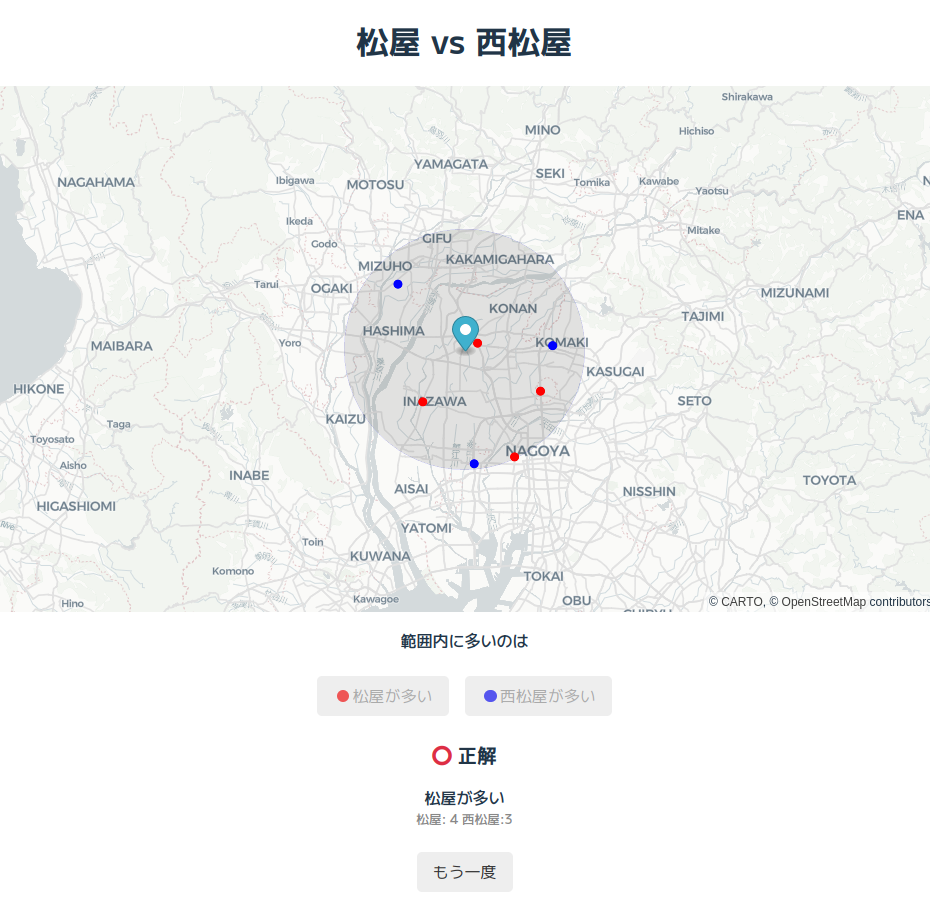 松屋 vs 西松屋
Shirakawa
MINO
Hichiso
YAMAGATA
SEKI
NAGAHAMA
Ibigawa
MOTOSU
Tomika
Kawabe
Yaotsu
ENA
Ikeda
Mitake
Godo
GIFU
KAKAMIGAHARA
MIZUHO
Tarui
OGAKI
MIZUNAMI
KONAN
TAJIMI
HASHIMA
MAIBARA
Yoro
KOMAKI
KASUGAI
HIKONE
INAZAWA
SETO
KAIZU
Taga
Toyosato
NAGOYA
Aisho
INABE
TOYOTA
AISAI
NISSHIN
HIGASHIOMI
YATOMI
Toin
KUWANA
Komono
TOKAI
Hino
Kawagoe
OBU
© CARTO, © OpenStreetMap contributors
範囲内に多いのは
松屋が多い 西松屋が多い
正解
松屋が多い
松屋: 4 西松屋:3
もう一度